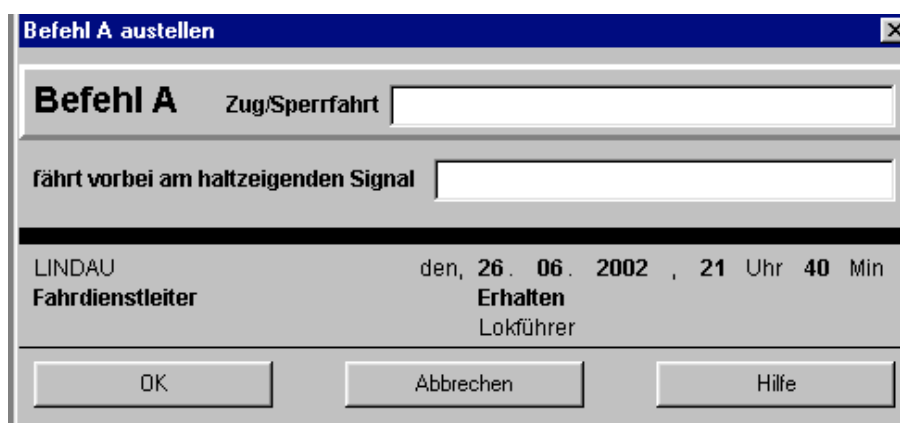 Befehl A austellen
Befehl A Zug/Sperrfahrt
fährt vorbei am haltzeigenden Signal
LINDAU den, 26. 06. 2002 , 21 Uhr 40 Min
Fahrdienstleiter Erhalten
Lokführer
OK Abbrechen Hilfe